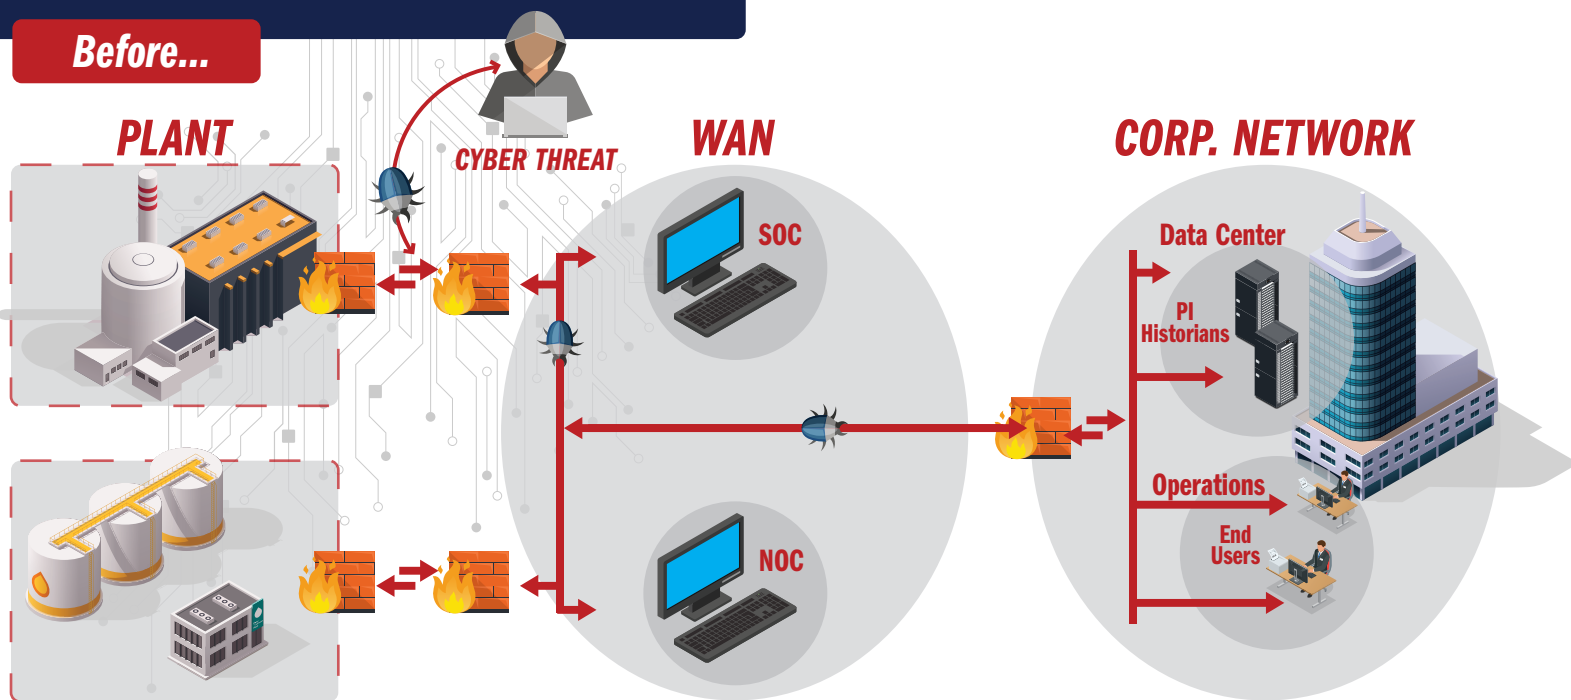 Before...
PLANT
CYBER THREAT
WAN
CORP. NETWORK
SOC
Data Center
PI
Historians
Operations
End
Users
NOC